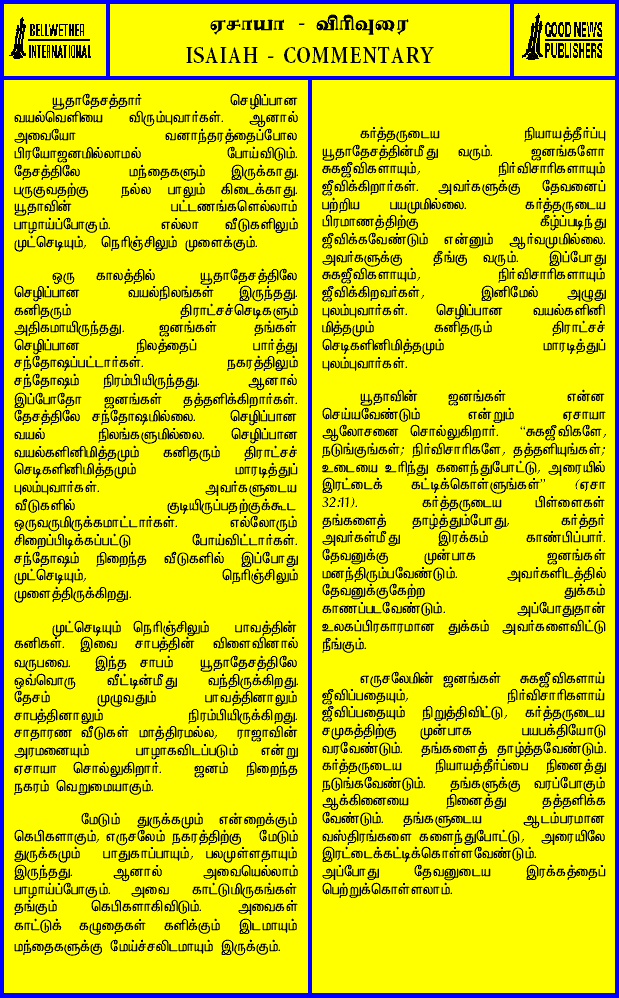 BELLWETHER
INTERNATIONAL
ஏசாயா - விரிவுரை
ISAIAH - COMMENTARY
GOOD NEWS
PUBLISHERS
யூதாதேசத்தார் செழிப்பான
வயல்வெளியை விரும்புவார்கள். ஆனால்
அவையோ வனாந்தரத்தைப்போல
பிரயோஜனமில்லாமல் போய்விடும்.
தேசத்திலே மந்தைகளும் இருக்காது.
பருகுவதற்கு நல்ல பாலும் கிடைக்காது.
யூதாவின் பட்டணங்களெல்லாம்
பாழாய்ப்போகும். எல்லா வீடுகளிலும்
முட்செடியும், நெரிஞ்சிலும் முளைக்கும்.
ஒரு காலத்தில் யூதாதேசத்திலே
செழிப்பான வயல்நிலங்கள் இருந்தது.
கனிதரும் திராட்சச்செடிகளும்
அதிகமாயிருந்தது. ஜனங்கள் தங்கள்
செழிப்பான நிலத்தைப் பார்த்து
சந்தோஷப்பட்டார்கள். நகரத்திலும்
சந்தோஷம் நிரம்பியிருந்தது. ஆனால்
இப்போதோ ஜனங்கள் தத்தளிக்கிறார்கள்.
தேசத்திலே சந்தோஷமில்லை. செழிப்பான
வயல் நிலங்களுமில்லை. செழிப்பான
வயல்களினிமித்தமும் கனிதரும் திராட்சச்
செடிகளினிமித்தமும் மாரடித்துப்
புலம்புவார்கள். அவர்களுடைய
வீடுகளில் குடியிருப்பதற்குக்கூட
ஒருவருமிருக்கமாட்டார்கள். எல்லோரும்
சிறைப்பிடிக்கப்பட்டு போய்விட்டார்கள்.
சந்தோஷம் நிறைந்த வீடுகளில் இப்போது
முட்செடியும், நெரிஞ்சிலும்
முளைத்திருக்கிறது.
முட்செடியும் நெரிஞ்சிலும் பாவத்தின்
கனிகள். இவை சாபத்தின் விளைவினால்
வருபவை. இந்த சாபம் யூதாதேசத்திலே
ஒவ்வொரு வீட்டின்மீது வந்திருக்கிறது.
தேசம் முழுவதும் பாவத்தினாலும்
சாபத்தினாலும் நிரம்பியிருக்கிறது.
சாதாரண வீடுகள் மாத்திரமல்ல, ராஜாவின்
அரமனையும் பாழாகவிடப்படும் என்று
ஏசாயா சொல்லுகிறார். ஜனம் நிறைந்த
நகரம் வெறுமையாகும்.
மேடும் துருக்கமும் என்றைக்கும்
கெபிகளாகும், எருசலேம் நகரத்திற்கு மேடும்
துருக்கமும் பாதுகாப்பாயும், பலமுள்ளதாயும்
இருந்தது. ஆனால் அவையெல்லாம்
பாழாய்ப்போகும். அவை காட்டுமிருகங்கள்
தங்கும் கெபிகளாகிவிடும். அவைகள்
காட்டுக் கழுதைகள் களிக்கும் இடமாயும்
மந்தைகளுக்கு மேய்ச்சலிடமாயும் இருக்கும்.
கர்த்தருடைய நியாயத்தீர்ப்பு
யூதாதேசத்தின்மீது வரும். ஜனங்களோ
சுகஜீவிகளாயும், நிர்விசாரிகளாயும்
ஜீவிக்கிறார்கள். அவர்களுக்கு தேவனைப்
பற்றிய பயமுமில்லை. கர்த்தருடைய
பிரமாணத்திற்கு கீழ்ப்படிந்து
ஜீவிக்கவேண்டும் என்னும் ஆர்வமுமில்லை.
அவர்களுக்கு தீங்கு வரும். இப்போது
சுகஜீவிகளாயும், நிர்விசாரிகளாயும்
ஜீவிக்கிறவர்கள், இனிமேல் அழுது
புலம்புவார்கள். செழிப்பான வயல்களினி
மித்தமும் கனிதரும் திராட்சச்
செடிகளினிமித்தமும் மாரடித்துப்
புலம்புவார்கள்.
யூதாவின் ஜனங்கள் என்ன
செய்யவேண்டும் என்றும் ஏசாயா
ஆலோசனை சொல்லுகிறார். "சுகஜீவிகளே,
நடுங்குங்கள்; நிர்விசாரிகளே, தத்தளியுங்கள்;
உடையை உரிந்து களைந்துபோட்டு, அரையில்
இரட்டைக் கட்டிக்கொள்ளுங்கள்" (ஏசா
32:11). கர்த்தருடைய பிள்ளைகள்
தங்களைத் தாழ்த்தும்போது, கர்த்தர்
அவர்கள்மீது இரக்கம் காண்பிப்பார்.
தேவனுக்கு முன்பாக ஜனங்கள்
மனந்திரும்பவேண்டும். அவர்களிடத்தில்
தேவனுக்குகேற்ற துக்கம்
காணப்படவேண்டும். அப்போதுதான்
உலகப்பிரகாரமான துக்கம் அவர்களைவிட்டு
நீங்கும்.
எருசலேமின் ஜனங்கள் சுகஜீவிகளாய்
ஜீவிப்பதையும், நிர்விசாரிகளாய்
ஜீவிப்பதையும் நிறுத்திவிட்டு, கர்த்தருடைய
சமுகத்திற்கு முன்பாக பயபக்தியோடு
வரவேண்டும். தங்களைத் தாழ்த்தவேண்டும்.
கர்த்தருடைய நியாயத்தீர்ப்பை நினைத்து
நடுங்கவேண்டும். தங்களுக்கு வரப்போகும்
ஆக்கினையை நினைத்து தத்தளிக்க
வேண்டும். தங்களுடைய ஆடம்பரமான
வஸ்திரங்களை களைந்துபோட்டு, அரையிலே
இரட்டைக்கட்டிக்கொள்ளவேண்டும்.
அப்போது தேவனுடைய இரக்கத்தைப்
பெற்றுக்கொள்ளலாம்.